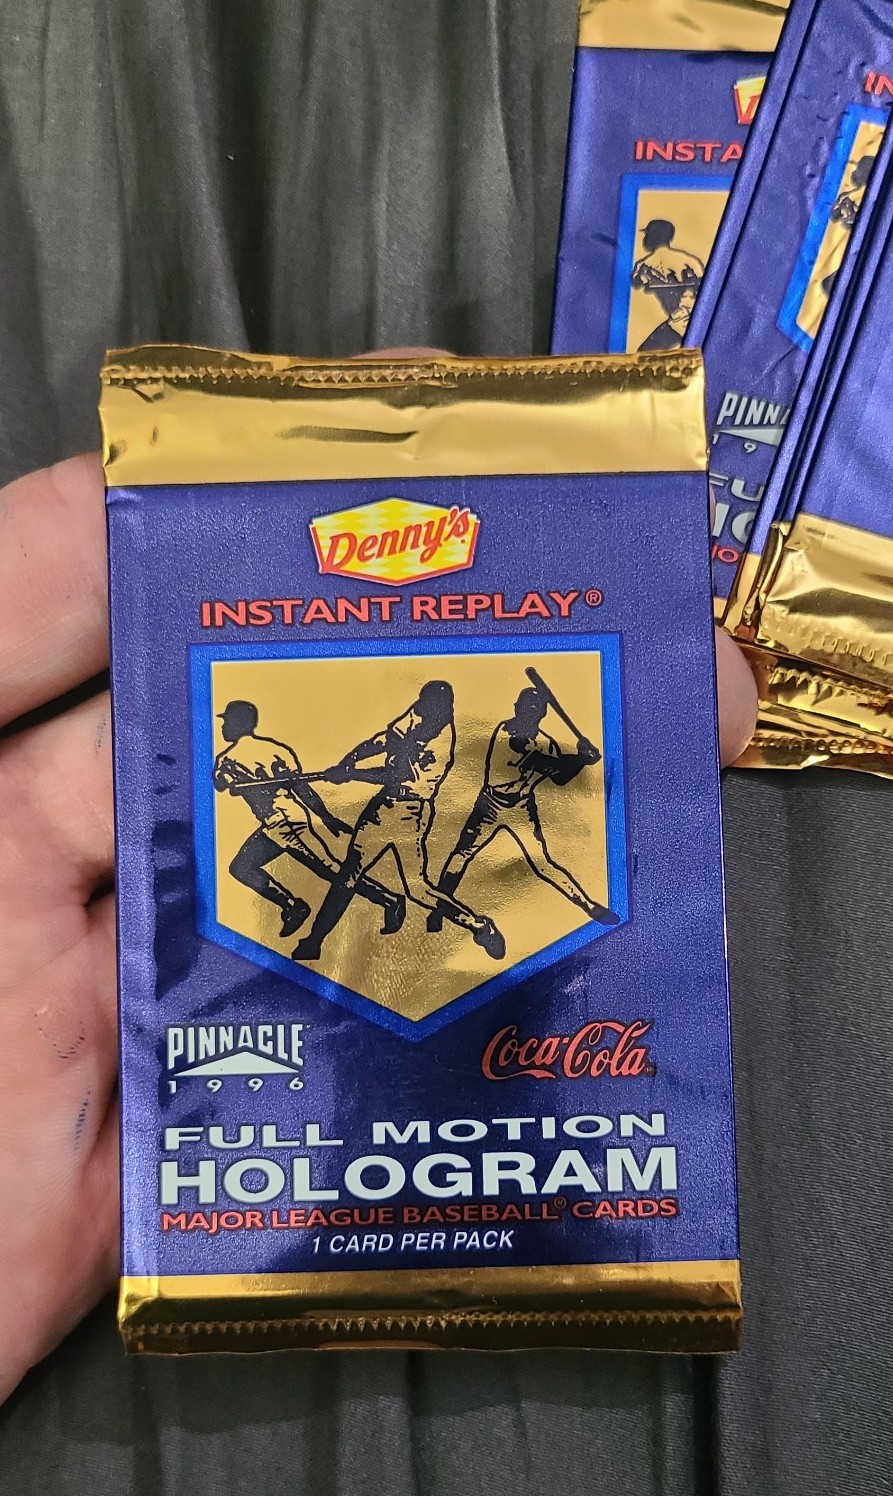 Denny's
INSTANT REPLAY®
PINNACLE
1996
Coca-Cola
FULL MOTION
HOLOGRAM
MAJOR LEAGUE BASEBALL CARDS
1 CARD PER PACK